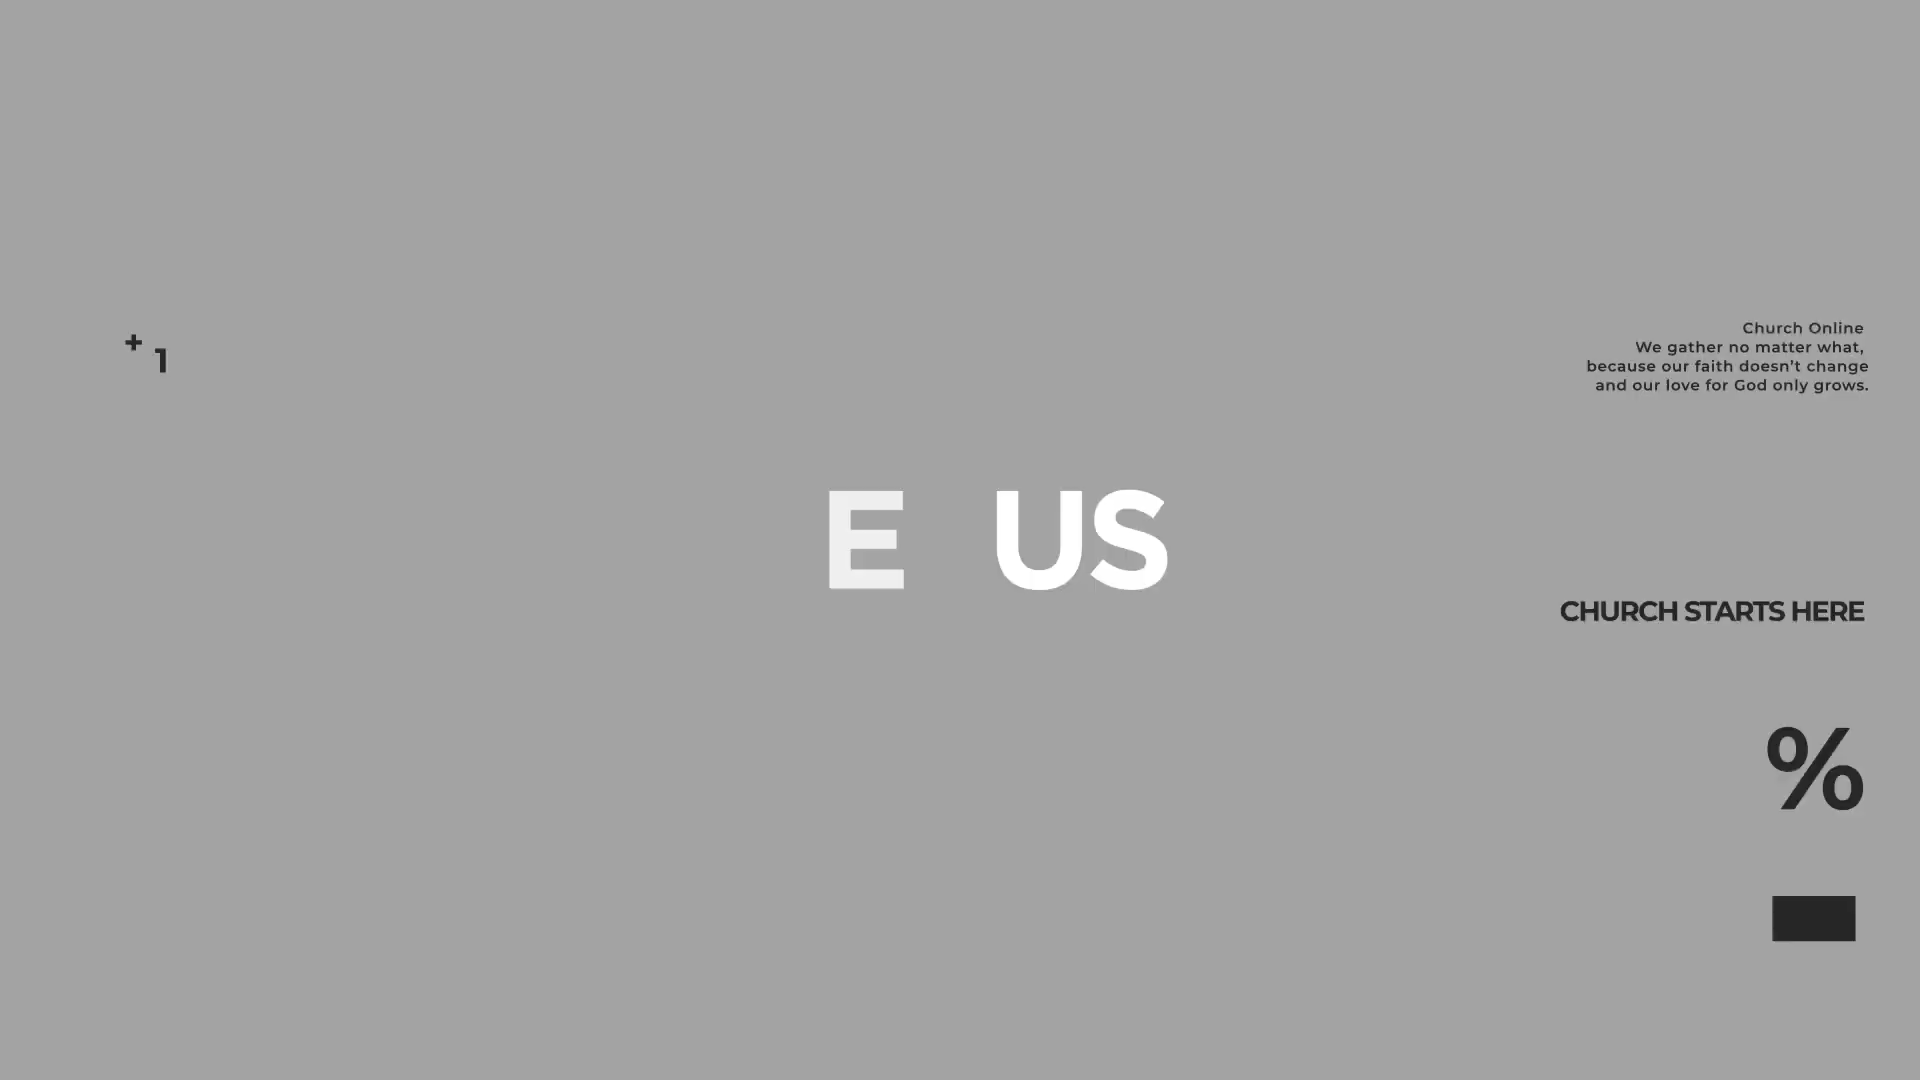 +1
Church Online
We gather no matter what,
because our faith doesn't change
and our love for God only grows.
E US
CHURCH STARTS HERE
%